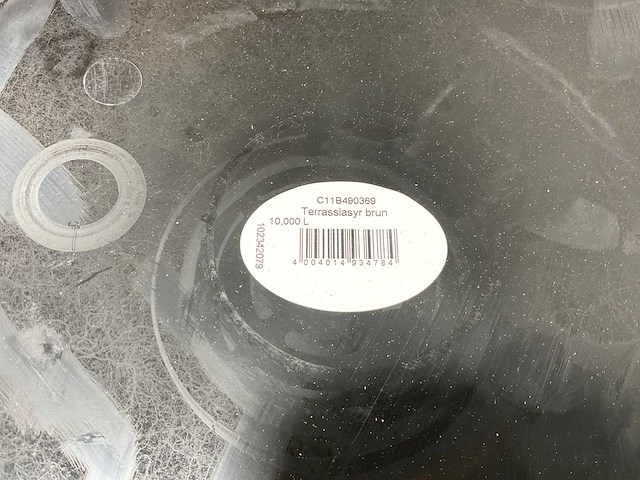 C11B490369
Terrasslasyr brun
10,000 L
102342079
4 004014 934784